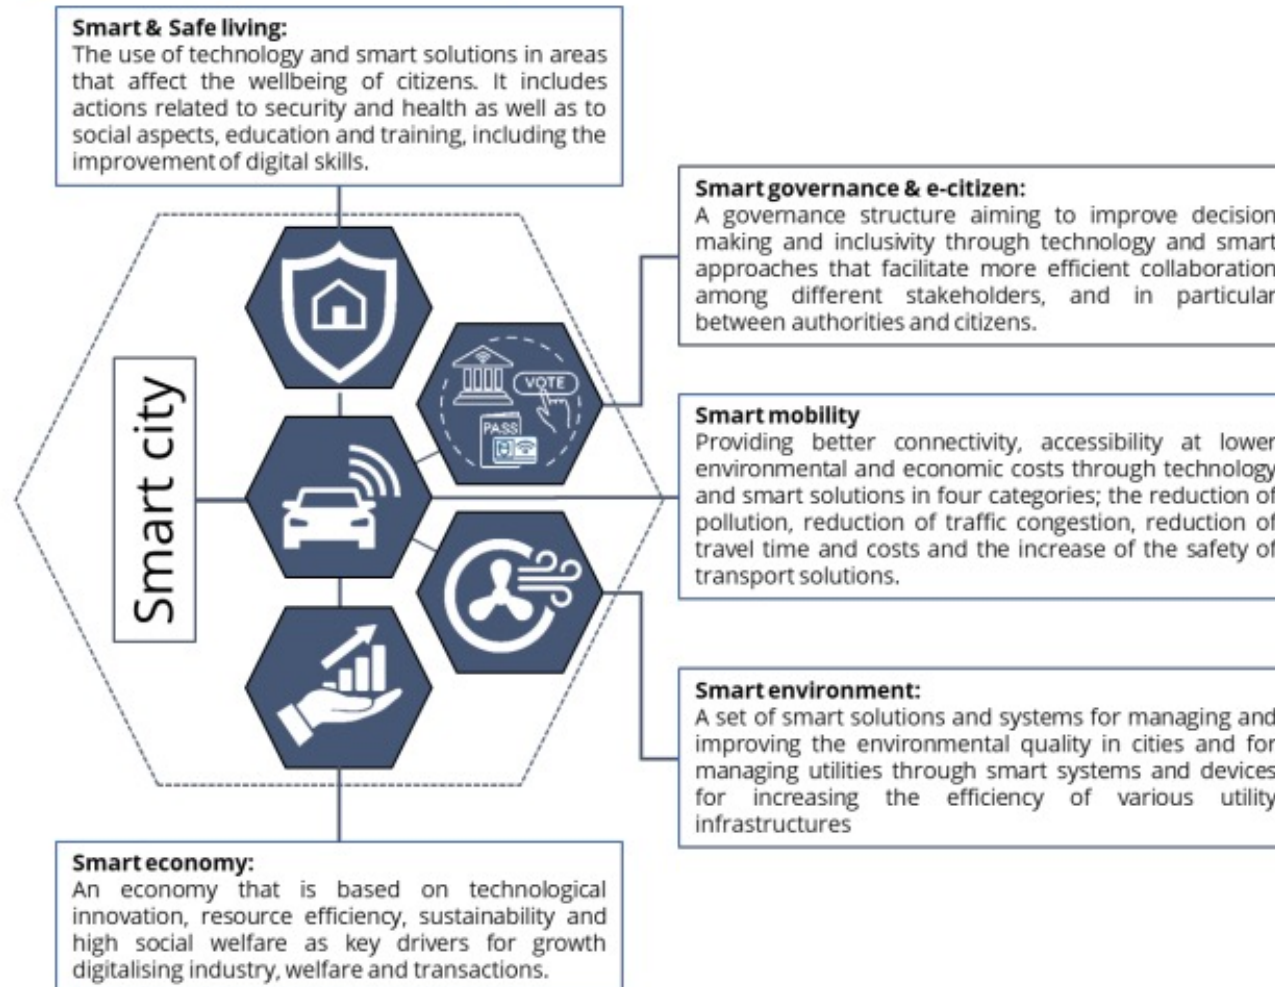 Smart & Safe living:
The use of technology and smart solutions in areas
that affect the wellbeing of citizens. It includes
actions related to security and health as well as to
social aspects, education and training, including the
improvement of digital skills.
Smart governance & e-citizen:
A governance structure aiming to improve decision
making and inclusivity through technology and smart
approaches that facilitate more efficient collaboration
among different stakeholders, and in particular
between authorities and citizens.
VOTE
PASS
Smart city
Smart mobility
Providing better connectivity, accessibility at lower
environmental and economic costs through technology
and smart solutions in four categories; the reduction of
pollution, reduction of traffic congestion, reduction of
travel time and costs and the increase of the safety of
transport solutions.
Smart environment:
A set of smart solutions and systems for managing and
improving the environmental quality in cities and for
managing utilities through smart systems and devices
for increasing the efficiency of various utility
infrastructures
Smart economy:
An economy that is based on technological
innovation, resource efficiency, sustainability and
high social welfare as key drivers for growth
digitalising industry, welfare and transactions.